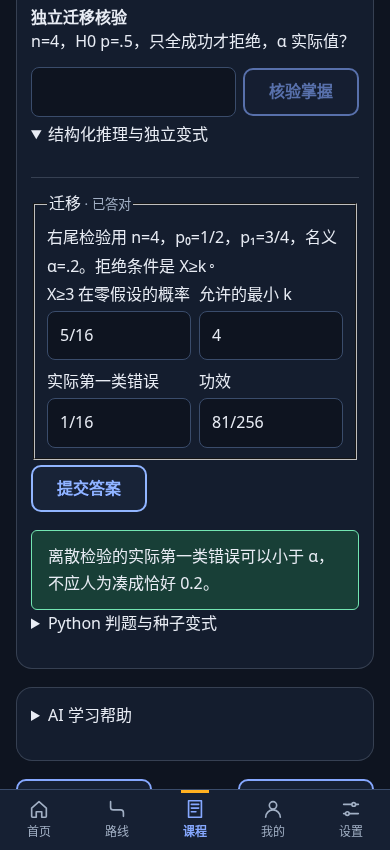 独立迁移核验
n=4，H0 p=.5，只全成功才拒绝，α 实际值？
核验掌握
▼ 结构化推理与独立变式
迁移 · 已答对
右尾检验用 n=4，p₀=1/2，p₁=3/4，名义
α=.2。拒绝条件是 X≥k。
X≥3 在零假设的概率 允许的最小 k
5/16 4
实际第一类错误 功效
1/16 81/256
提交答案
离散检验的实际第一类错误可以小于 α，
不应人为凑成恰好 0.2。
▶ Python 判题与种子变式
▶ AI 学习帮助
首页 路线 课程 我的 设置